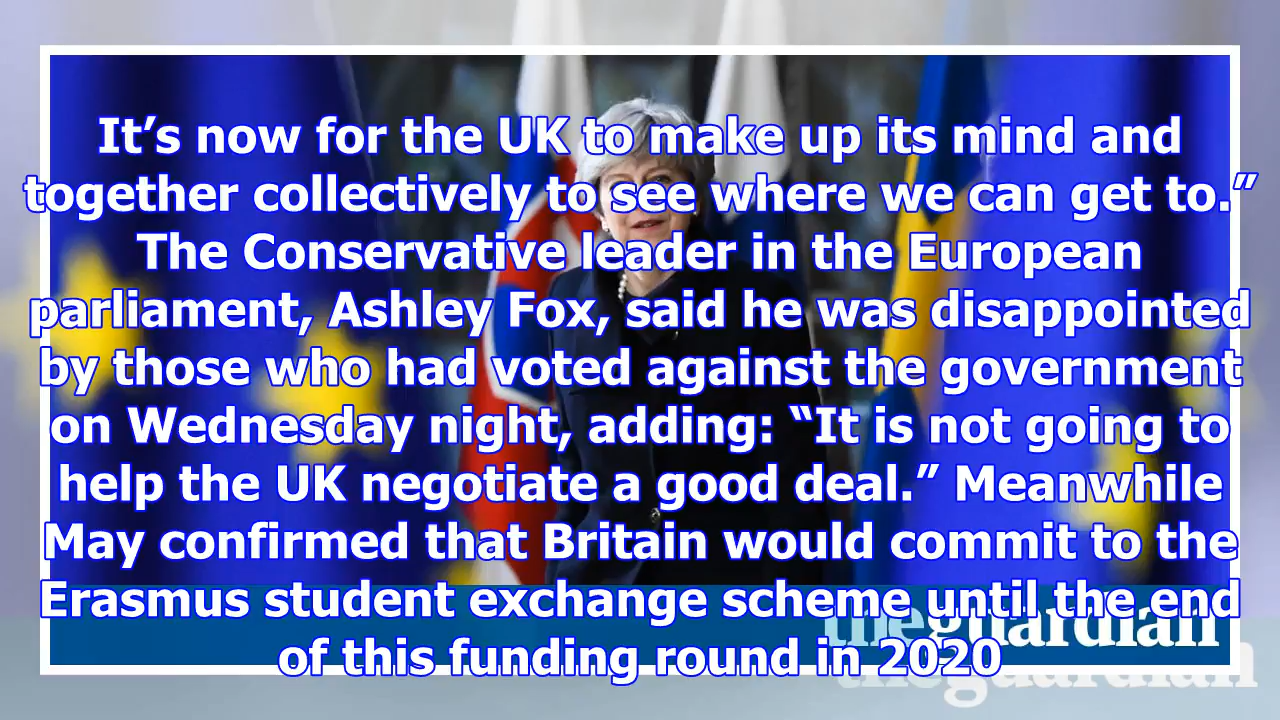 It’s now for the UK to make up its mind and
together collectively to see where we can get to.”
The Conservative leader in the European
parliament, Ashley Fox, said he was disappointed
by those who had voted against the government
on Wednesday night, adding: “It is not going to
help the UK negotiate a good deal.” Meanwhile
May confirmed that Britain would commit to the
Erasmus student exchange scheme until the end
theguardian
of this funding round in 2020
theguardian